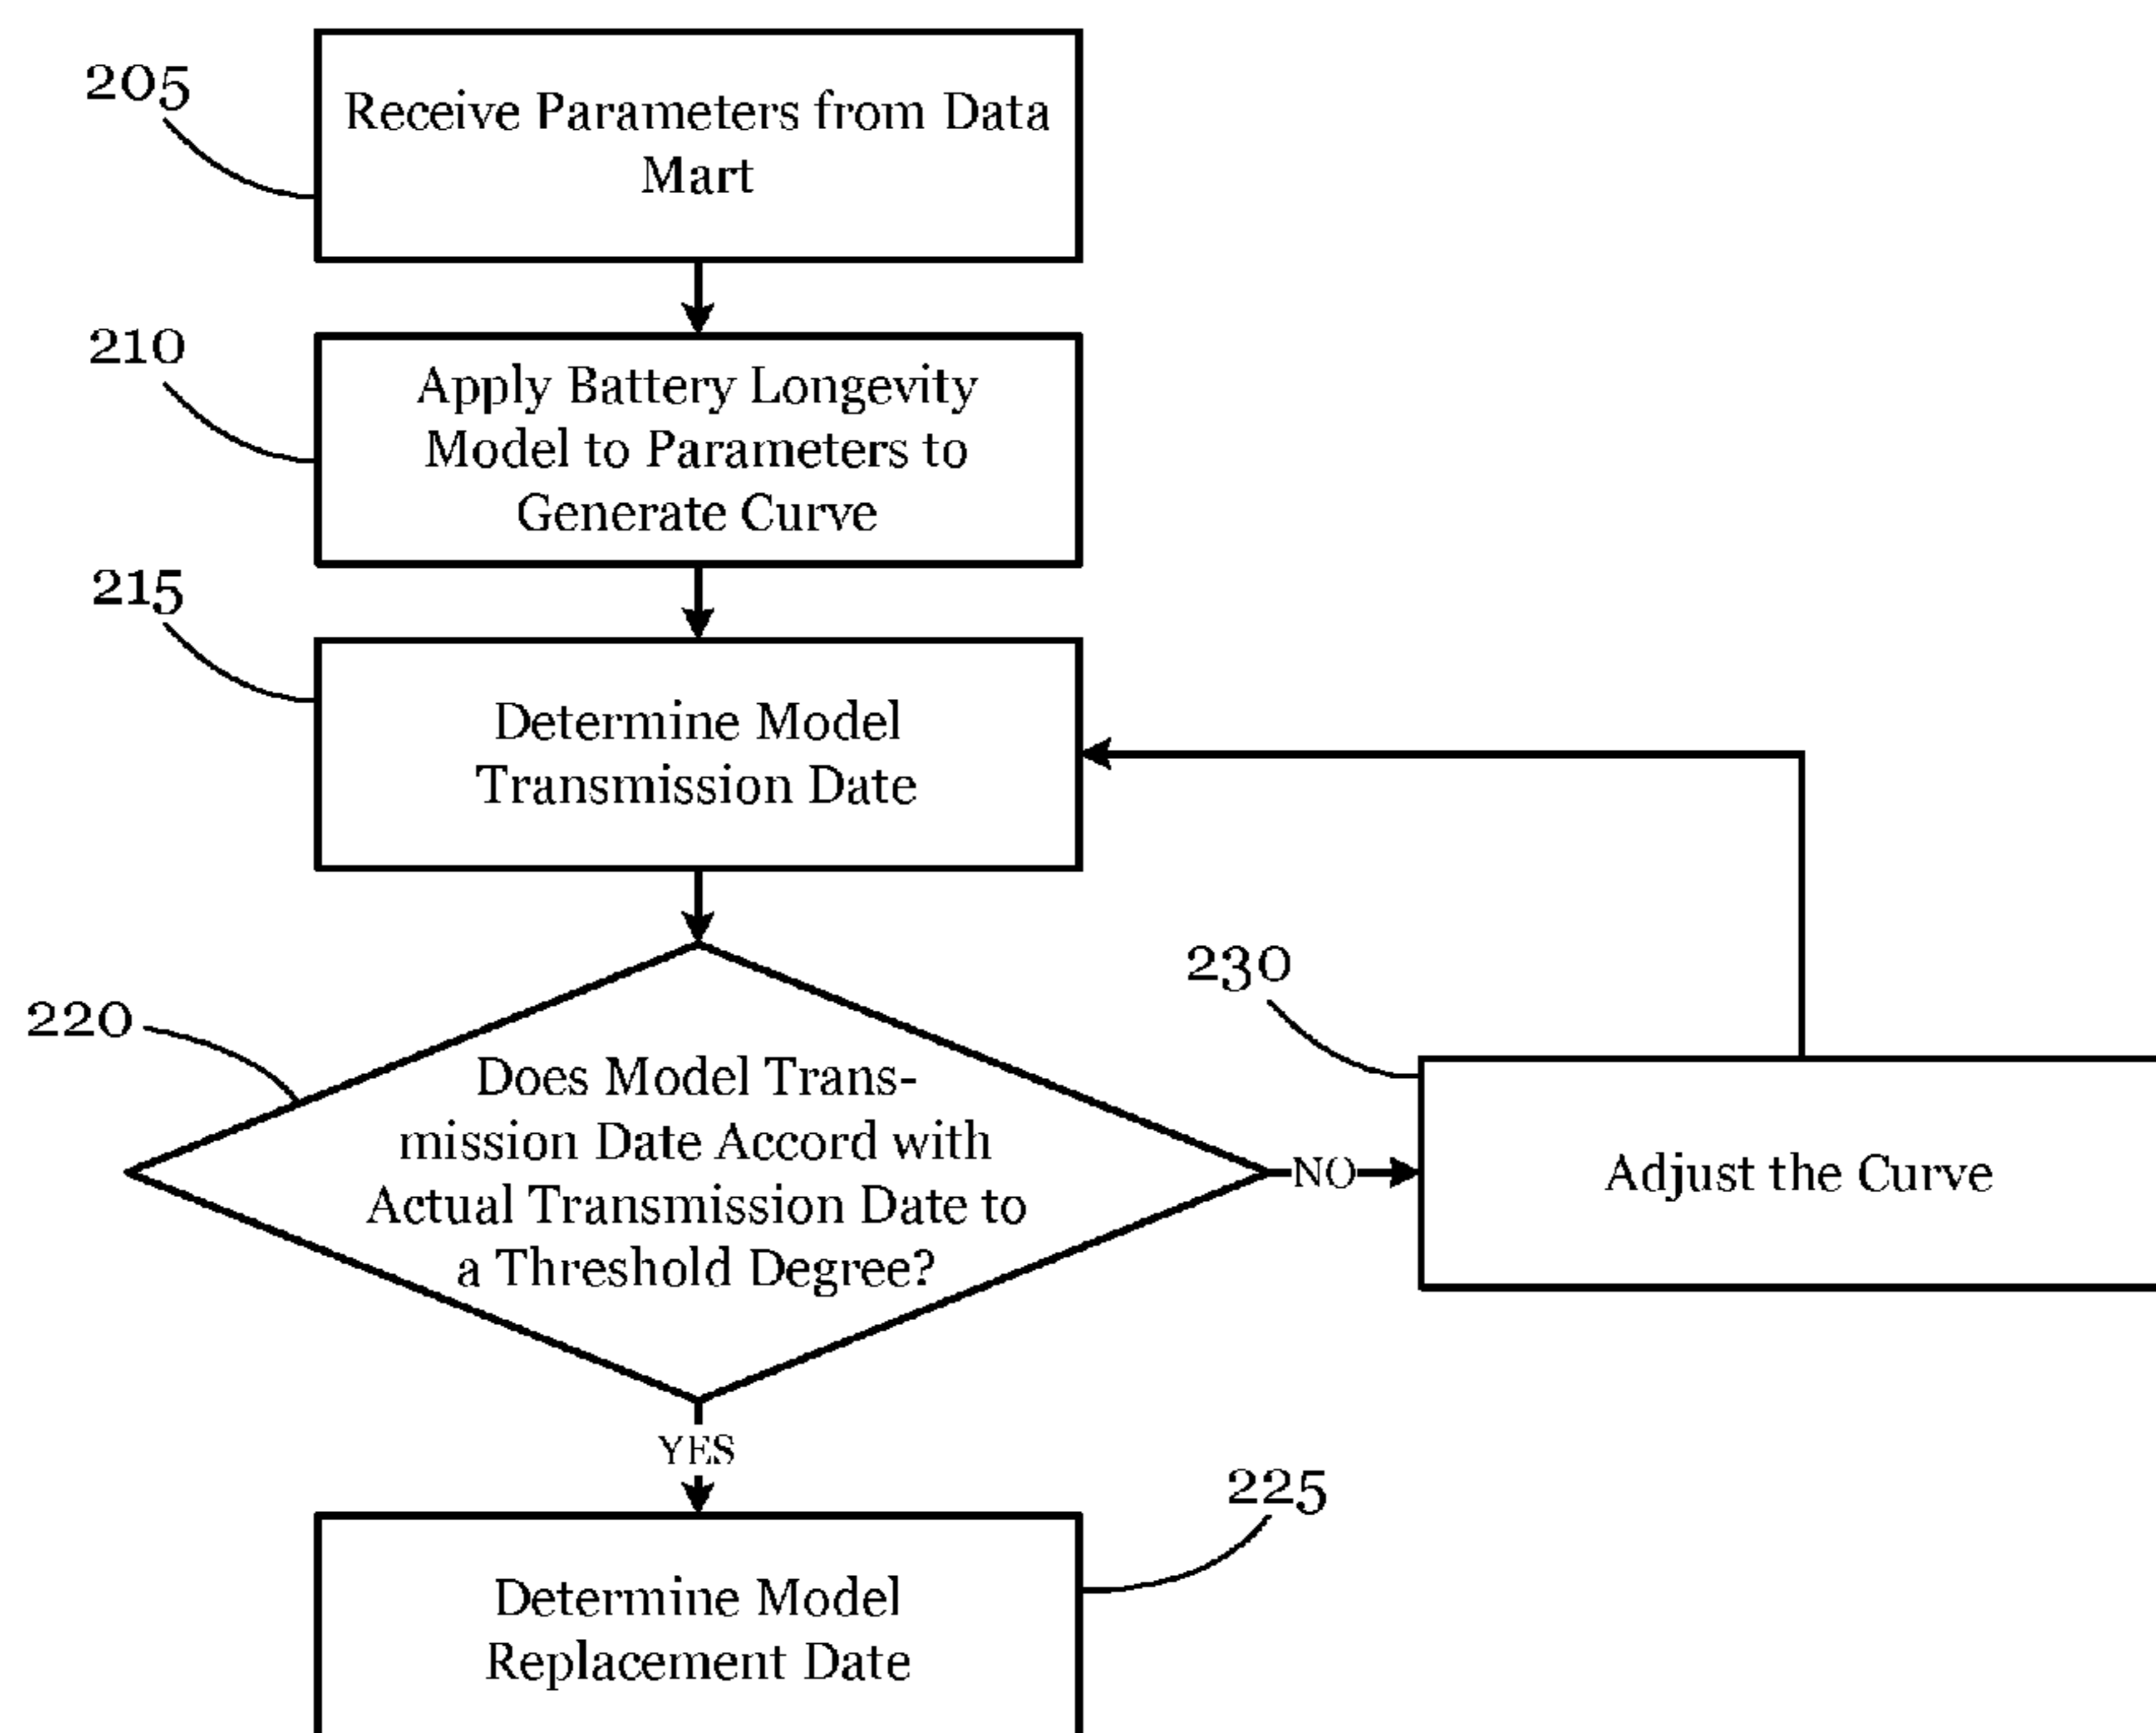 205
Receive Parameters from Data
Mart
210
Apply Battery Longevity
Model to Parameters to
Generate Curve
215
Determine Model
Transmission Date
220
Does Model Trans-
mission Date Accord with
Actual Transmission Date to
a Threshold Degree?
NO
230
Adjust the Curve
YES
225
Determine Model
Replacement Date